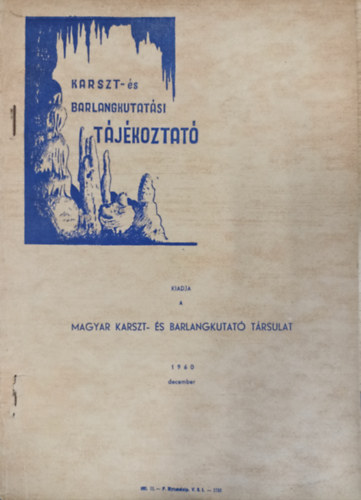 KARSZT-és
BARLANGKUTATÁSI
TÁJÉKOZTATÓ
KIADJA
A
MAGYAR KARSZT- ÉS BARLANGKUTATÓ TÁRSULAT
1960
december